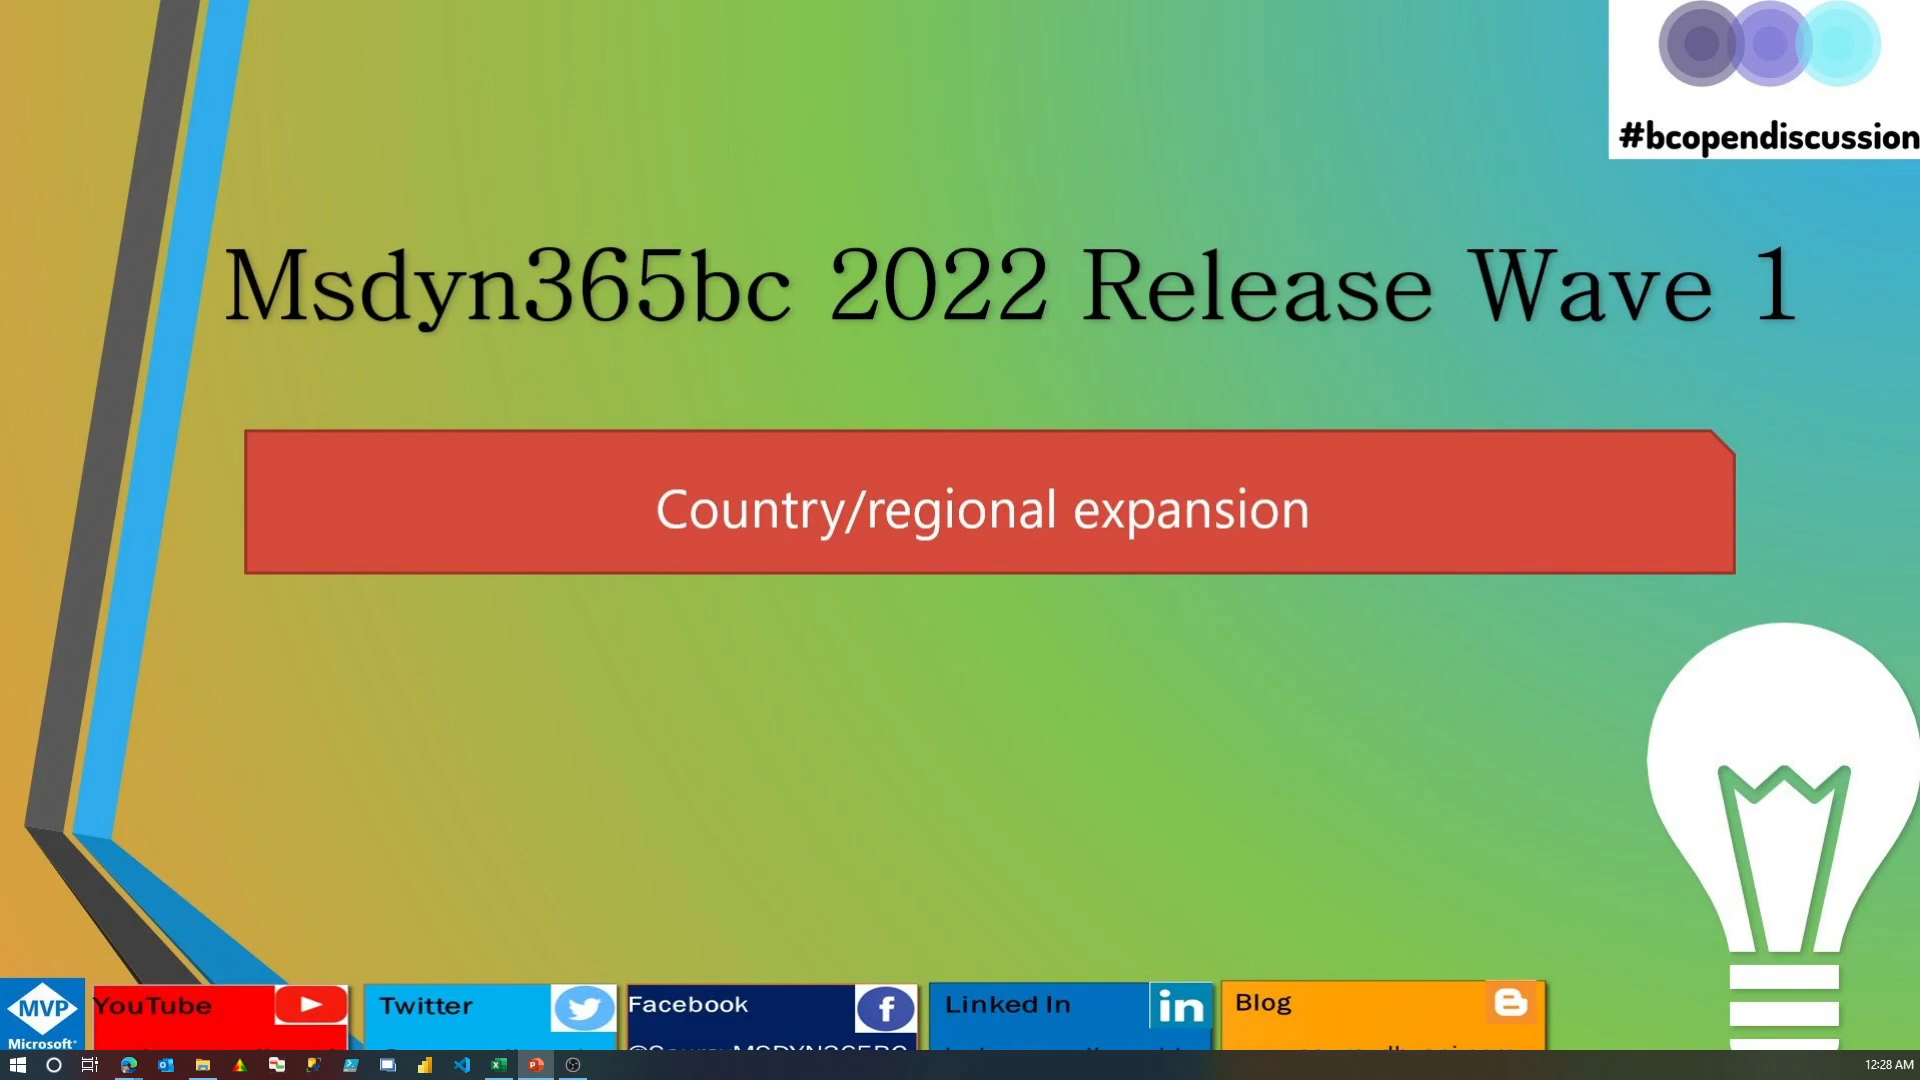 #bcopendiscussion
Msdyn365bc 2022 Release Wave 1
Country/regional expansion
MVP
Microsoft
YouTube
Twitter
Facebook
Linked In
in
Blog
12:28 AM